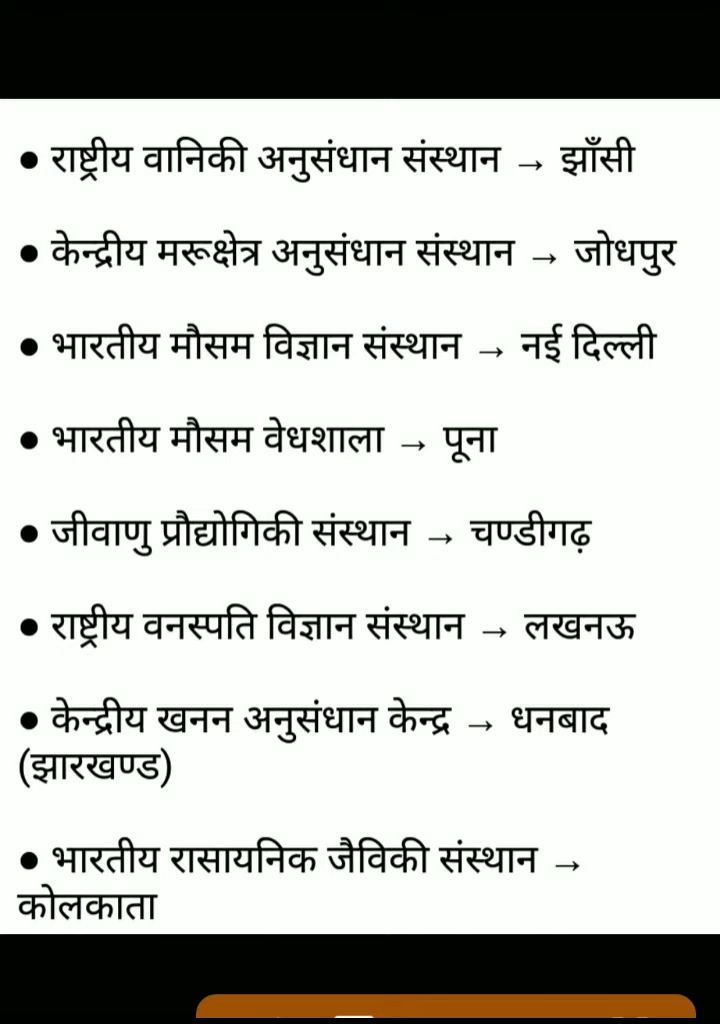 ● राष्ट्रीय वानिकी अनुसंधान संस्थान → झाँसी
● केन्द्रीय मरूक्षेत्र अनुसंधान संस्थान → जोधपुर
● भारतीय मौसम विज्ञान संस्थान → नई दिल्ली
● भारतीय मौसम वेधशाला → पूना
● जीवाणु प्रौद्योगिकी संस्थान → चण्डीगढ़
● राष्ट्रीय वनस्पति विज्ञान संस्थान → लखनऊ
● केन्द्रीय खनन अनुसंधान केन्द्र → धनबाद
(झारखण्ड)
● भारतीय रासायनिक जैविकी संस्थान →
कोलकाता